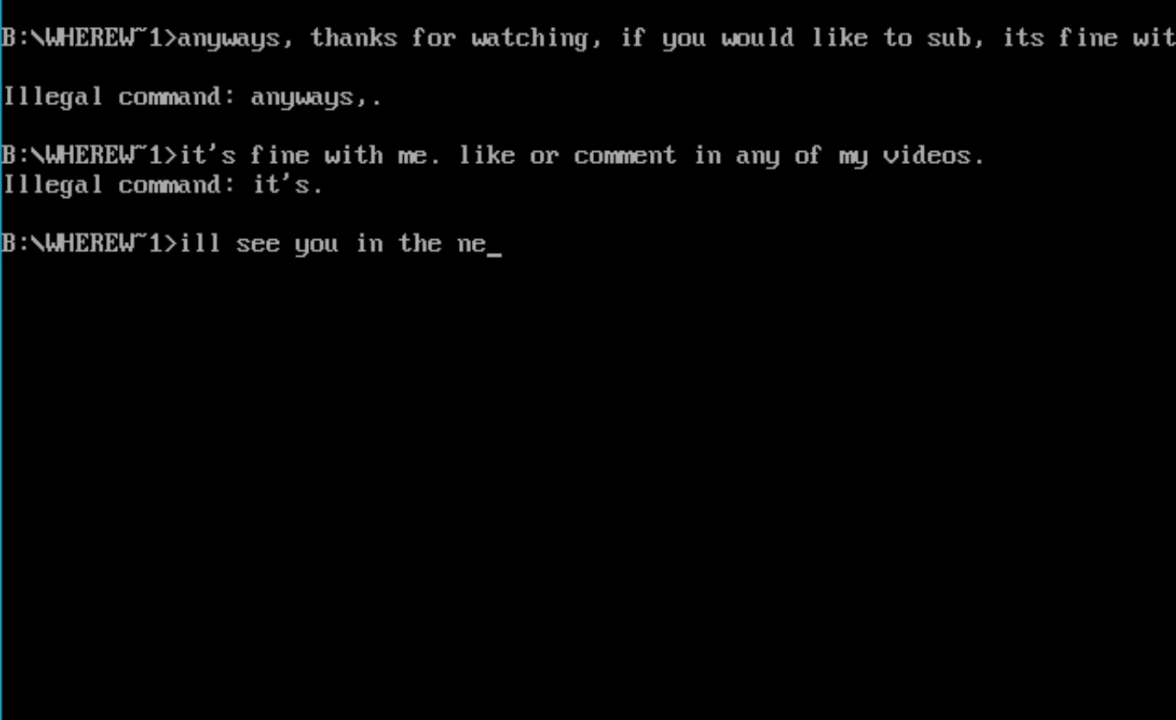 B:\WHEREW~1>anyways, thanks for watching, if you would like to sub, its fine wit
Illegal command: anyways,.
B:\WHEREW~1>it's fine with me. like or comment in any of my videos.
Illegal command: it's.
B:\WHEREW~1>ill see you in the ne_